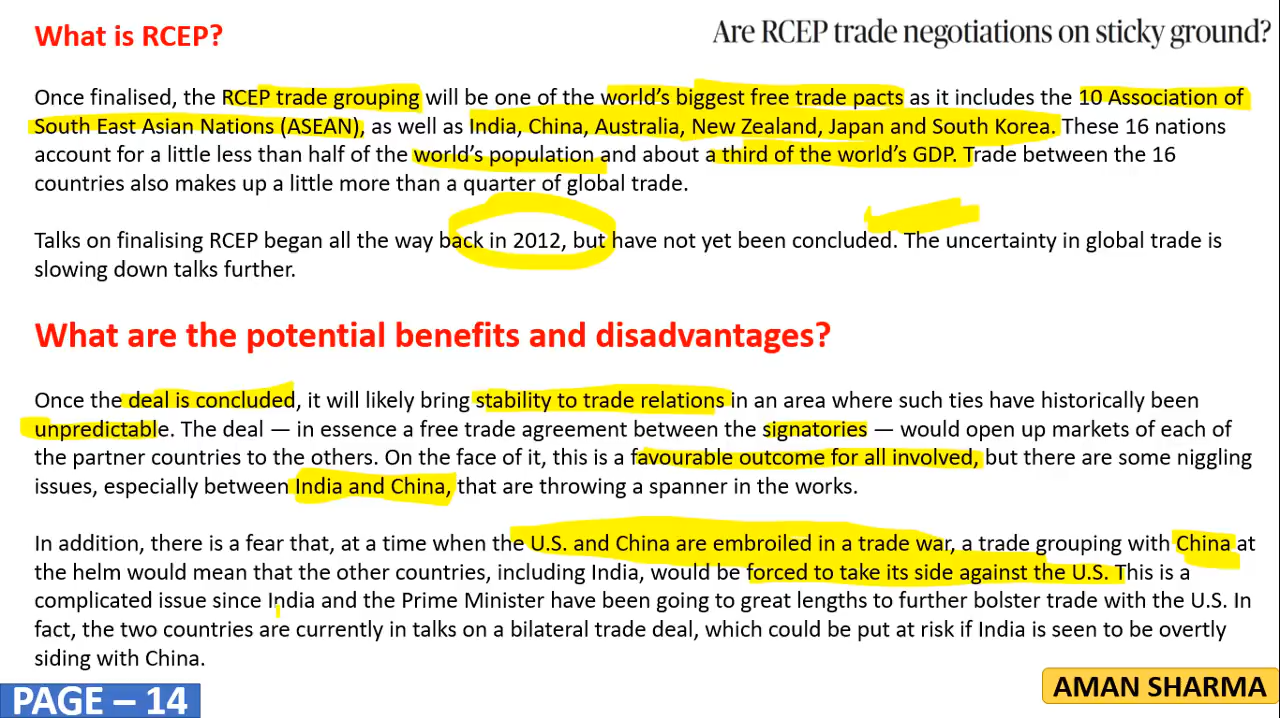 What is RCEP?
Are RCEP trade negotiations on sticky ground?
Once finalised, the RCEP trade grouping will be one of the world's biggest free trade pacts as it includes the 10 Association of
South East Asian Nations (ASEAN), as well as India, China, Australia, New Zealand, Japan and South Korea. These 16 nations
account for a little less than half of the world's population and about a third of the world's GDP. Trade between the 16
countries also makes up a little more than a quarter of global trade.
Talks on finalising RCEP began all the way back in 2012, but have not yet been concluded. The uncertainty in global trade is
slowing down talks further.
What are the potential benefits and disadvantages?
Once the deal is concluded, it will likely bring stability to trade relations in an area where such ties have historically been
unpredictable. The deal — in essence a free trade agreement between the signatories — would open up markets of each of
the partner countries to the others. On the face of it, this is a favourable outcome for all involved, but there are some niggling
issues, especially between India and China, that are throwing a spanner in the works.
In addition, there is a fear that, at a time when the U.S. and China are embroiled in a trade war, a trade grouping with China at
the helm would mean that the other countries, including India, would be forced to take its side against the U.S. This is a
complicated issue since India and the Prime Minister have been going to great lengths to further bolster trade with the U.S. In
fact, the two countries are currently in talks on a bilateral trade deal, which could be put at risk if India is seen to be overtly
siding with China.
PAGE – 14
AMAN SHARMA